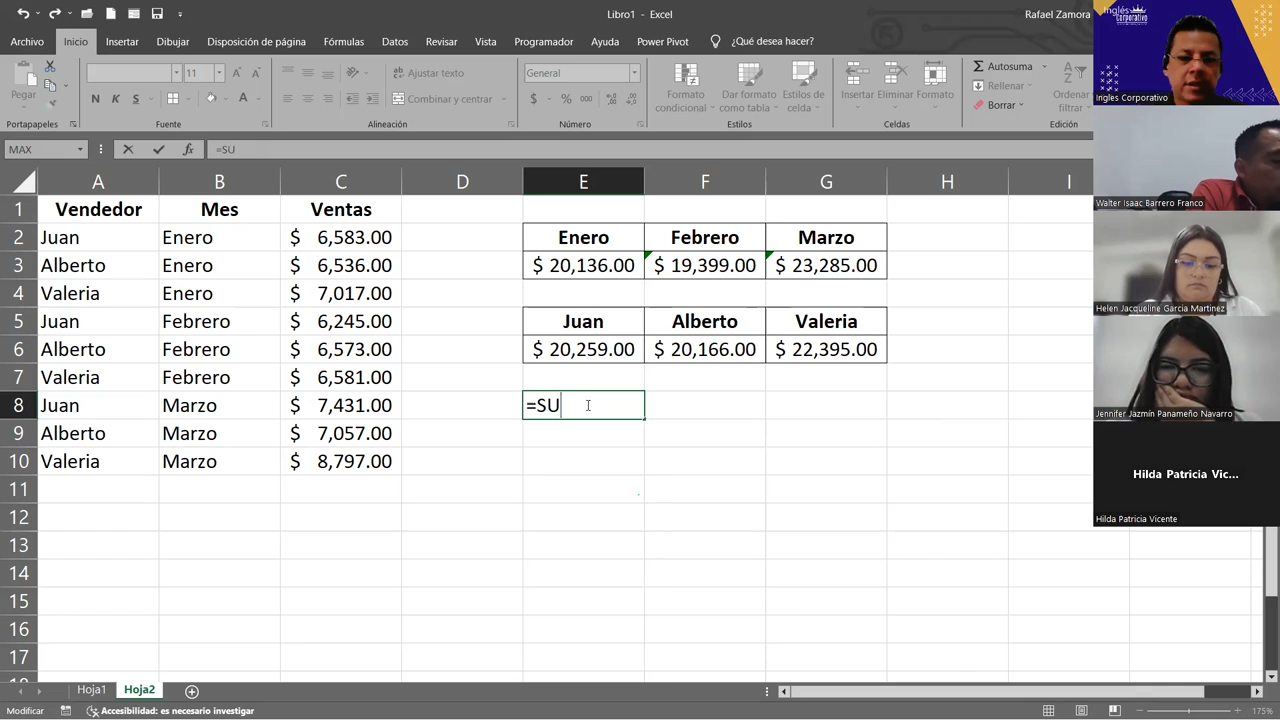 Libro1 - Excel
Rafael Zamora
Archivo Inicio Insertar Dibujar Disposición de página Fórmulas Datos Revisar Vista Programador Ayuda Power Pivot ¿Qué desea hacer?
Pegar
11
N K S
Ajustar texto
Combinar y centrar
General
$ % 000
Formato condicional
Dar formato como tabla
Estilos de celda
Insertar Eliminar Formato
Autosuma
Rellenar
Borrar
Ordenar filtrar
Portapapeles Fuente Alineación Número Estilos Celdas Edición
MAX fx =SU
A B C D E F G H I
1 Vendedor Mes Ventas
2 Juan Enero $ 6,583.00 Enero Febrero Marzo
3 Alberto Enero $ 6,536.00 $ 20,136.00 $ 19,399.00 $ 23,285.00
4 Valeria Enero $ 7,017.00
5 Juan Febrero $ 6,245.00 Juan Alberto Valeria
6 Alberto Febrero $ 6,573.00 $ 20,259.00 $ 20,166.00 $ 22,395.00
7 Valeria Febrero $ 6,581.00
8 Juan Marzo $ 7,431.00 =SU
9 Alberto Marzo $ 7,057.00
10 Valeria Marzo $ 8,797.00
11
12
13
14
15
16
17
Hoja1 Hoja2
Modificar Accesibilidad: es necesario investigar 175%
Inglés Corporativo
Ingles Corporativo
Walter Isaac Barrero Franco
Helen Jacqueline Garcia Martinez
Jennifer Jazmín Panameño Navarro
Hilda Patricia Vic...
Hilda Patricia Vicente